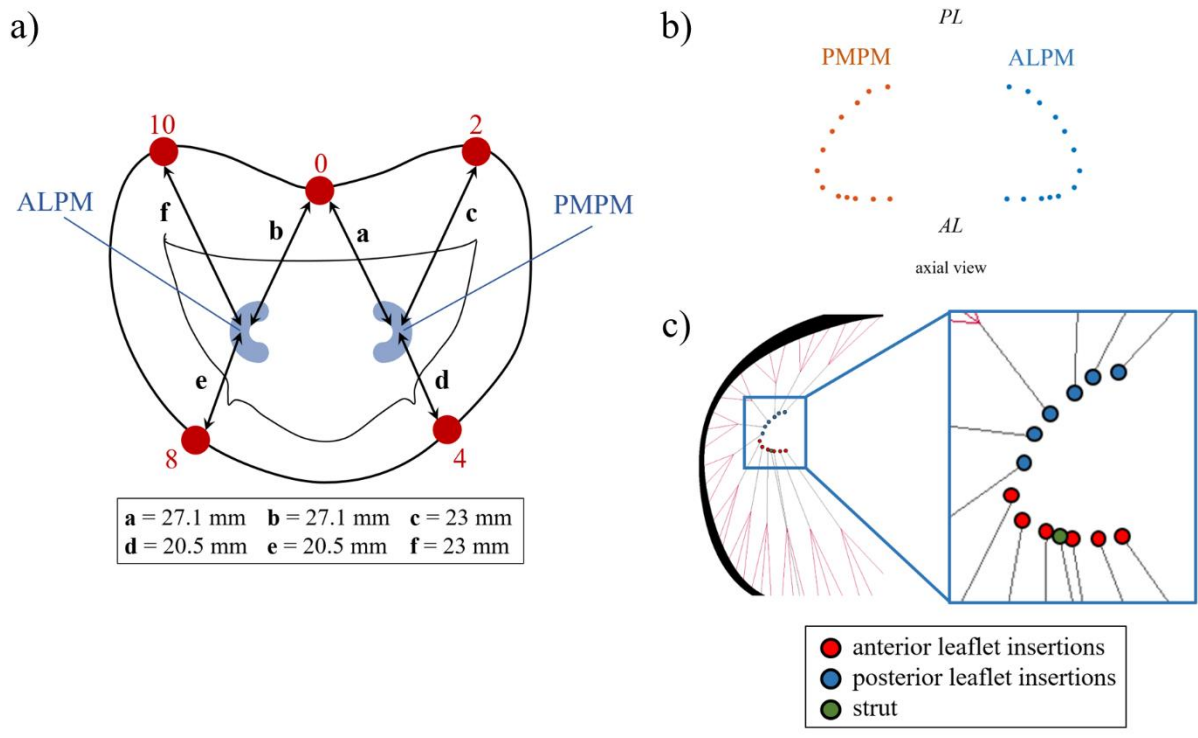 a)
10
2
0
ALPM
PMPM
f
b
a
c
e
d
8
4
a = 27.1 mm b = 27.1 mm c = 23 mm
d = 20.5 mm e = 20.5 mm f = 23 mm
b)
PL
PMPM
ALPM
AL
axial view
c)
anterior leaflet insertions
posterior leaflet insertions
strut